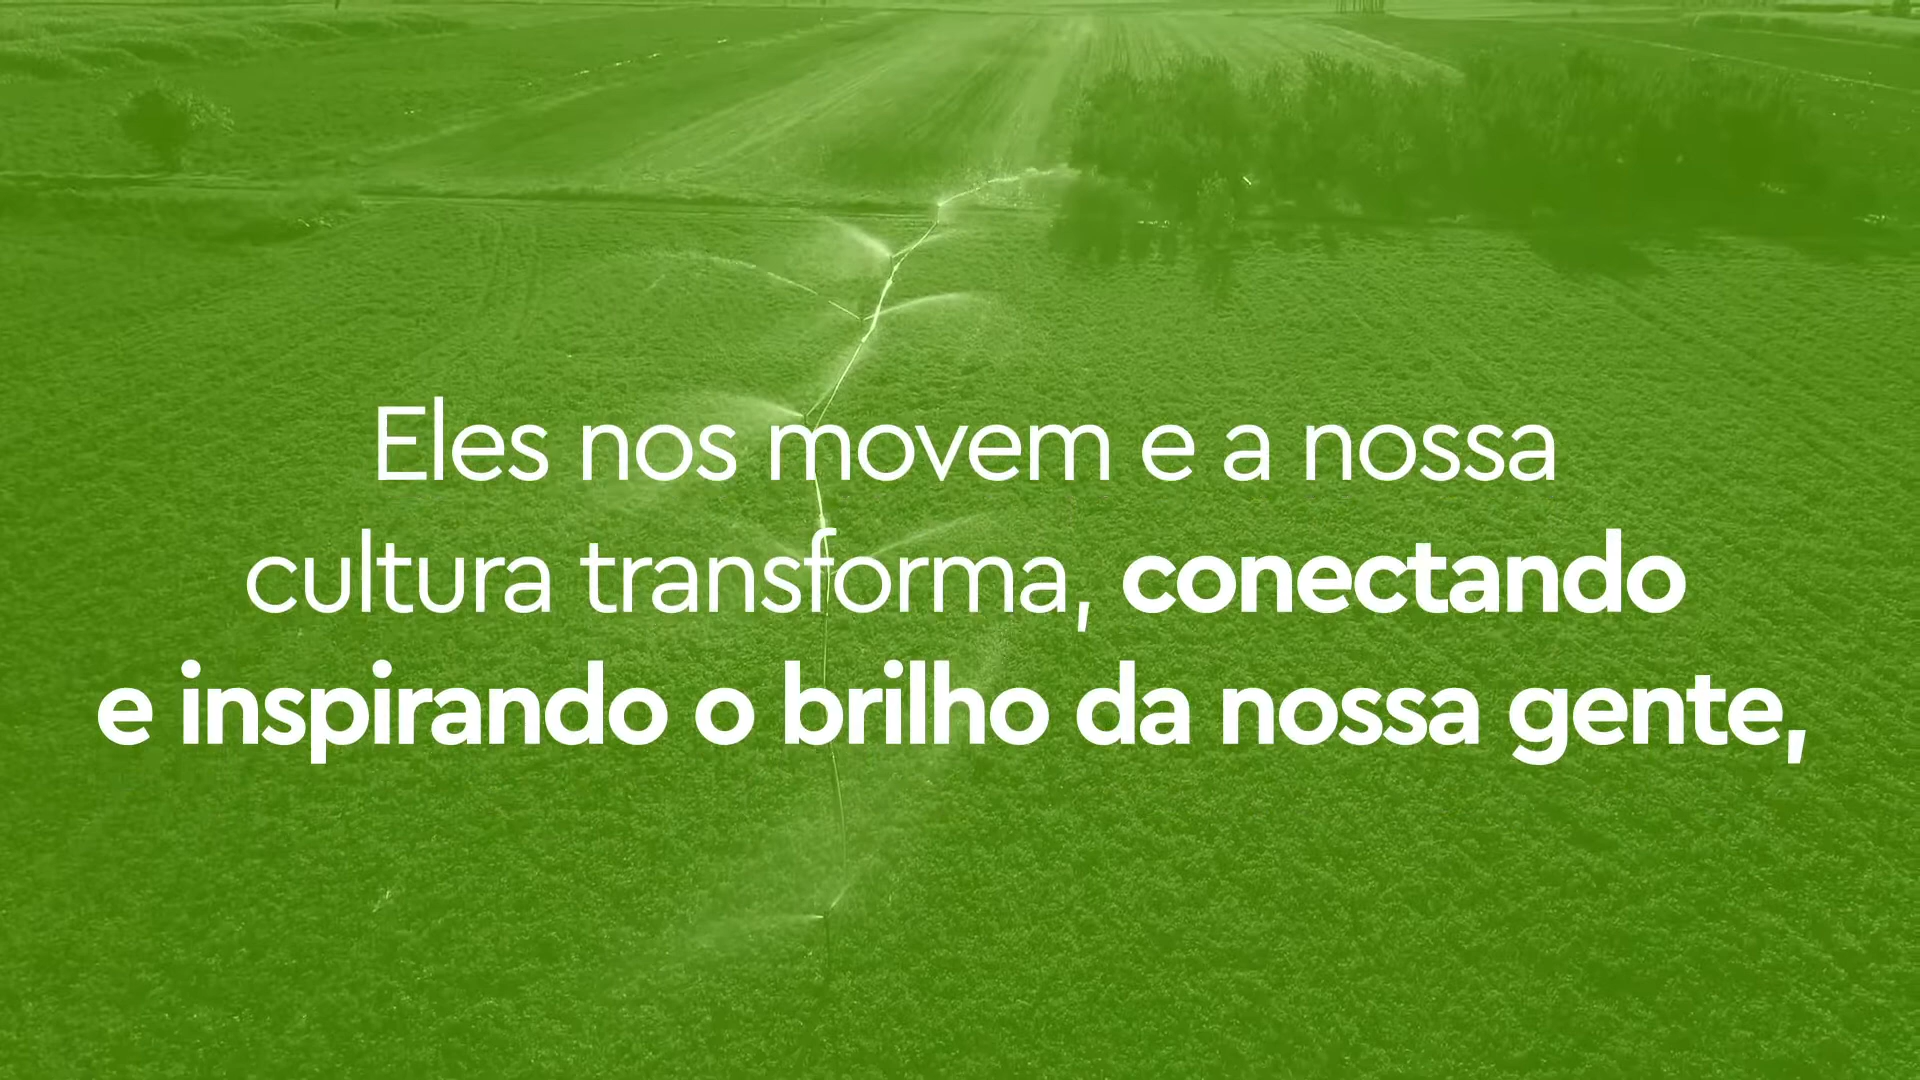 Eles nos movem e a nossa
cultura transforma, conectando
e inspirando o brilho da nossa gente,